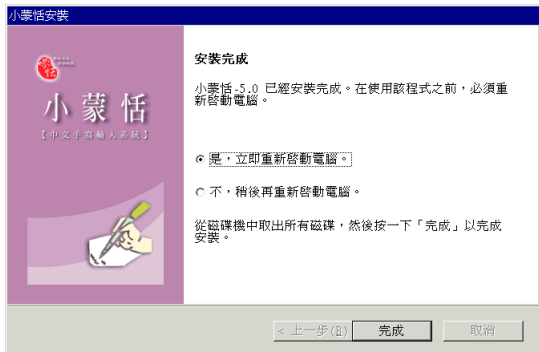 小蒙恬安裝
小蒙恬
【中文手寫輸入系統】
安裝完成
小蒙恬-5.0 已經安裝完成。在使用該程式之前，必須重
新啓動電腦。
是，立即重新啓動電腦。
不，稍後再重新啓動電腦。
從磁碟機中取出所有磁碟，然後按一下「完成」以完成
安裝。
< 上一步(B)
完成
取消